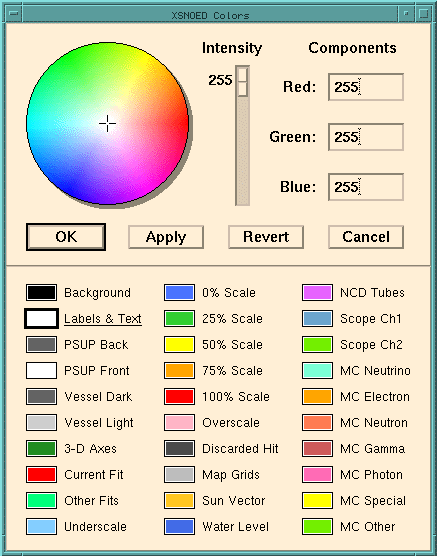 XSNOED Colors
Intensity
Components
255
Red: 255
Green: 255
Blue: 255
OK Apply Revert Cancel
Background 0% Scale NCD Tubes
Labels & Text 25% Scale Scope Ch1
PSUP Back 50% Scale Scope Ch2
PSUP Front 75% Scale MC Neutrino
Vessel Dark 100% Scale MC Electron
Vessel Light Overscale MC Neutron
3-D Axes Discarded Hit MC Gamma
Current Fit Map Grids MC Photon
Other Fits Sun Vector MC Special
Underscale Water Level MC Other